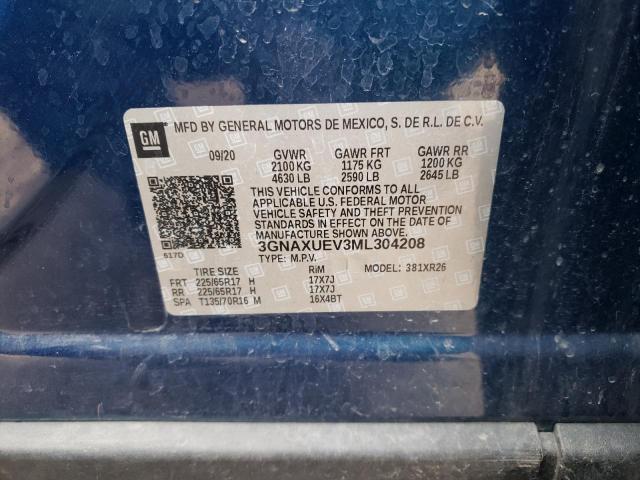 GM MFD BY GENERAL MOTORS DE MEXICO, S. DE R.L. DE C.V.
09/20 GVWR GAWR FRT GAWR RR
2100 KG 1175 KG 1200 KG
4630 LB 2590 LB 2645 LB
THIS VEHICLE CONFORMS TO ALL
APPLICABLE U.S. FEDERAL MOTOR
VEHICLE SAFETY AND THEFT PREVENTION
STANDARDS IN EFFECT ON THE DATE OF
MANUFACTURE SHOWN ABOVE.
617D 3GNAXUEV3ML304208
TYPE: M.P.V. MODEL: 381XR26
TIRE SIZE RIM
FRT 225/65R17 H 17X7J
RR 225/65R17 H 17X7J
SPA T135/70R16 M 16X4BT